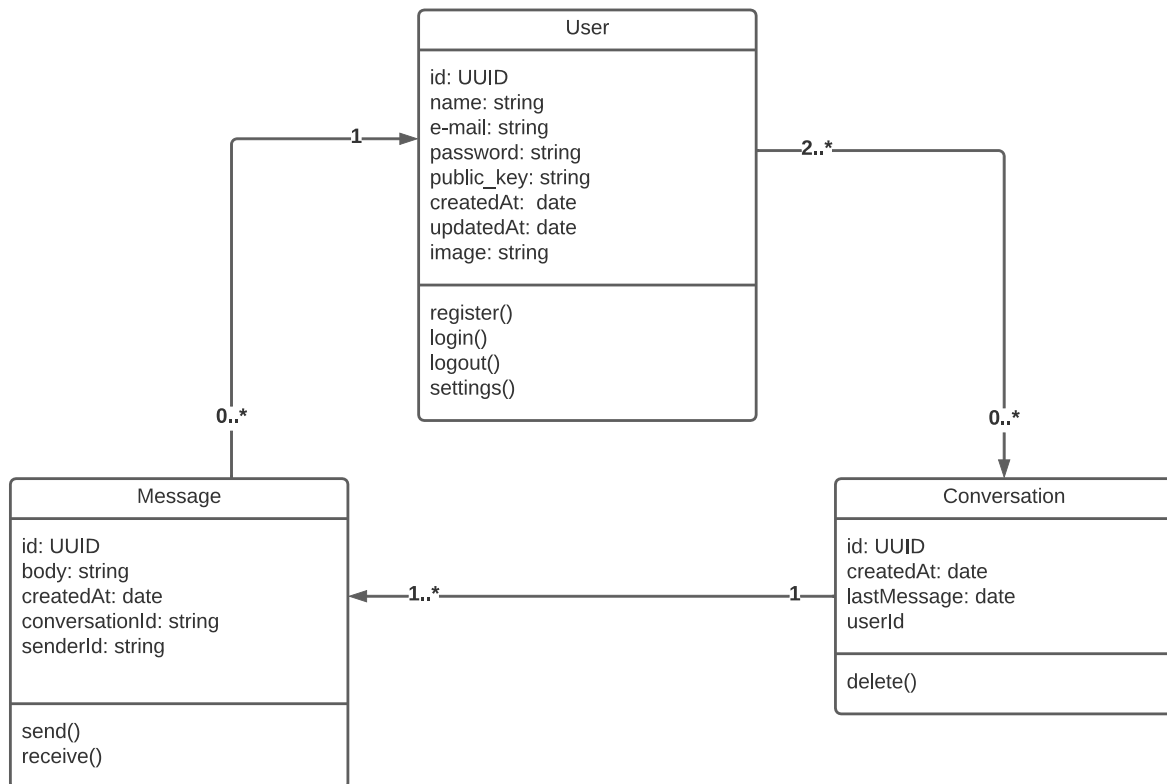 User
id: UUID
name: string
e-mail: string
password: string
public_key: string
createdAt:  date
updatedAt: date
image: string
register()
login()
logout()
settings()
1
2..*
0..*
0..*
Message
id: UUID
body: string
createdAt: date
conversationId: string
senderId: string
send()
receive()
1..*
1
Conversation
id: UUID
createdAt: date
lastMessage: date
userId
delete()